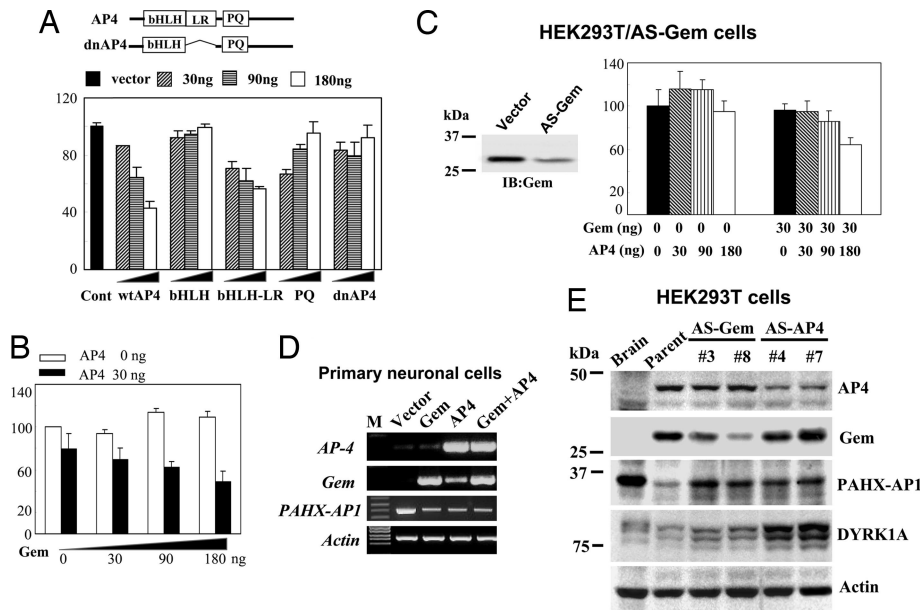 A
AP4 bHLH LR PQ
dnAP4 bHLH PQ
vector 30ng 90ng 180ng
120
80
40
0
Cont wtAP4 bHLH bHLH-LR PQ dnAP4
B
AP4 0 ng
AP4 30 ng
140
100
60
20
0
Gem 0 30 90 180 ng
C
HEK293T/AS-Gem cells
kDa Vector AS-Gem
37
25
IB:Gem
140
100
60
20
0
Gem (ng) 0 0 0 0 30 30 30 30
AP4 (ng) 0 30 90 180 0 30 90 180
D
Primary neuronal cells
M Vector Gem AP4 Gem+AP4
AP-4
Gem
PAHX-AP1
Actin
E
HEK293T cells
kDa Brain Parent AS-Gem AS-AP4
#3 #8 #4 #7
50
AP4
Gem
25
37
PAHX-AP1
DYRK1A
75
Actin